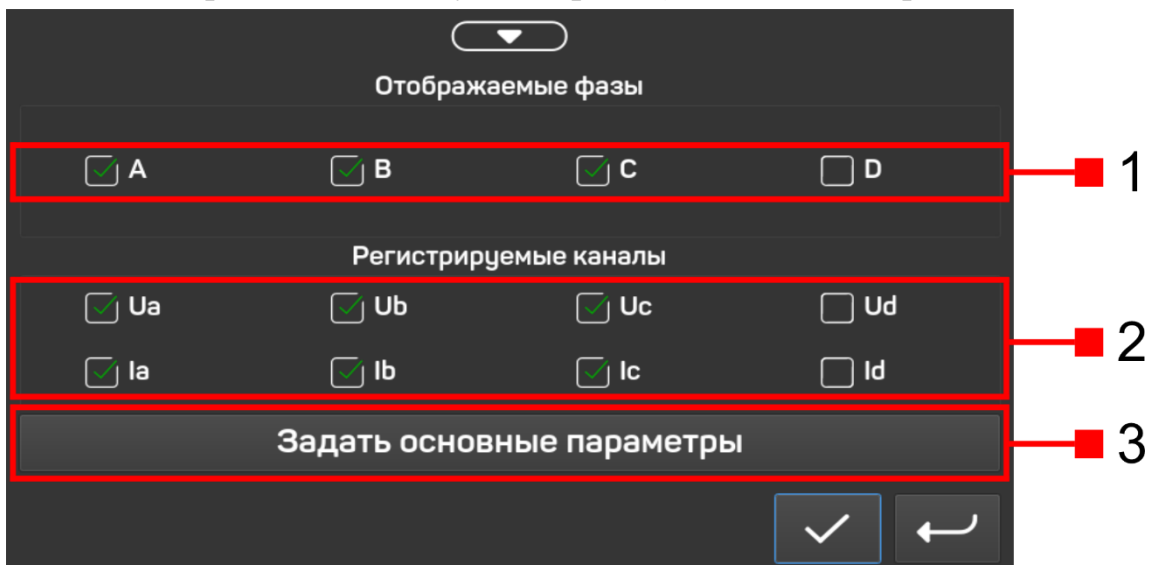 Отображаемые фазы
A B C D 1
Регистрируемые каналы
Ua Ub Uc Ud
2
Ia Ib Ic Id
Задать основные параметры 3